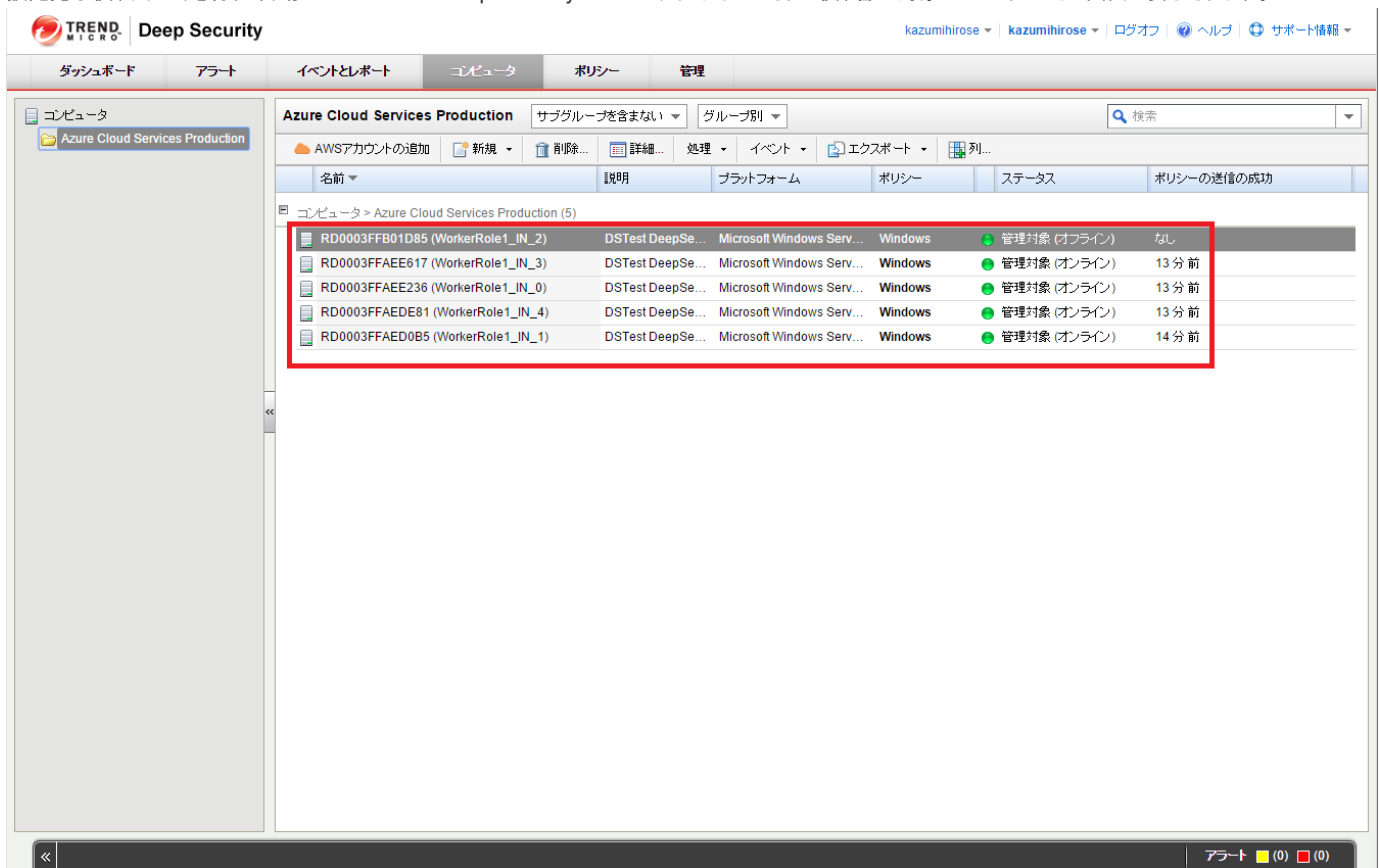 TREND MICRO Deep Security
kazumihirose kazumihirose ログオフ ヘルプ サポート情報
ダッシュボード アラート イベントとレポート コンピュータ ポリシー 管理
コンピュータ
Azure Cloud Services Production
Azure Cloud Services Production サブグループを含まない グループ別 検索
AWSアカウントの追加 新規 削除... 詳細... 処理 イベント エクスポート 列...
名前 説明 プラットフォーム ポリシー ステータス ポリシーの送信の成功
コンピュータ > Azure Cloud Services Production (5)
RD0003FFB01D85 (WorkerRole1_IN_2) DSTest DeepSe... Microsoft Windows Serv... Windows 管理対象 (オフライン) なし
RD0003FFAEE617 (WorkerRole1_IN_3) DSTest DeepSe... Microsoft Windows Serv... Windows 管理対象 (オンライン) 13 分 前
RD0003FFAEE236 (WorkerRole1_IN_0) DSTest DeepSe... Microsoft Windows Serv... Windows 管理対象 (オンライン) 13 分 前
RD0003FFAEDE81 (WorkerRole1_IN_4) DSTest DeepSe... Microsoft Windows Serv... Windows 管理対象 (オンライン) 13 分 前
RD0003FFAED0B5 (WorkerRole1_IN_1) DSTest DeepSe... Microsoft Windows Serv... Windows 管理対象 (オンライン) 14 分 前
アラート (0) (0)